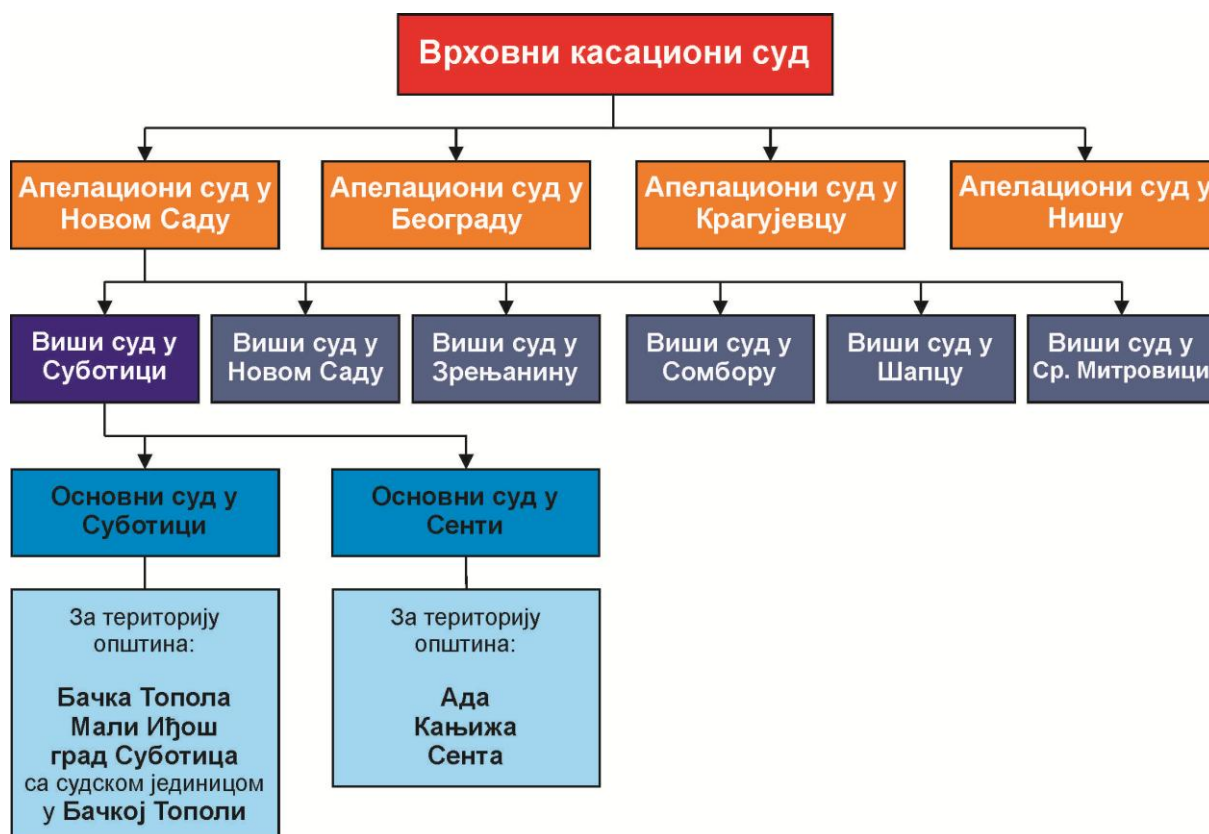 Врховни касациони суд
Апелациони суд у
Новом Саду
Апелациони суд у
Београду
Апелациони суд у
Крагујевцу
Апелациони суд у
Нишу
Виши суд у
Суботици
Виши суд у
Новом Саду
Виши суд у
Зрењанину
Виши суд у
Сомбору
Виши суд у
Шапцу
Виши суд у
Ср. Митровици
Основни суд у
Суботици
Основни суд у
Сенти
За територију
општина:
Бачка Топола
Мали Иђош
град Суботица
са судском јединицом
у Бачкој Тополи
За територију
општина:
Ада
Кањижа
Сента